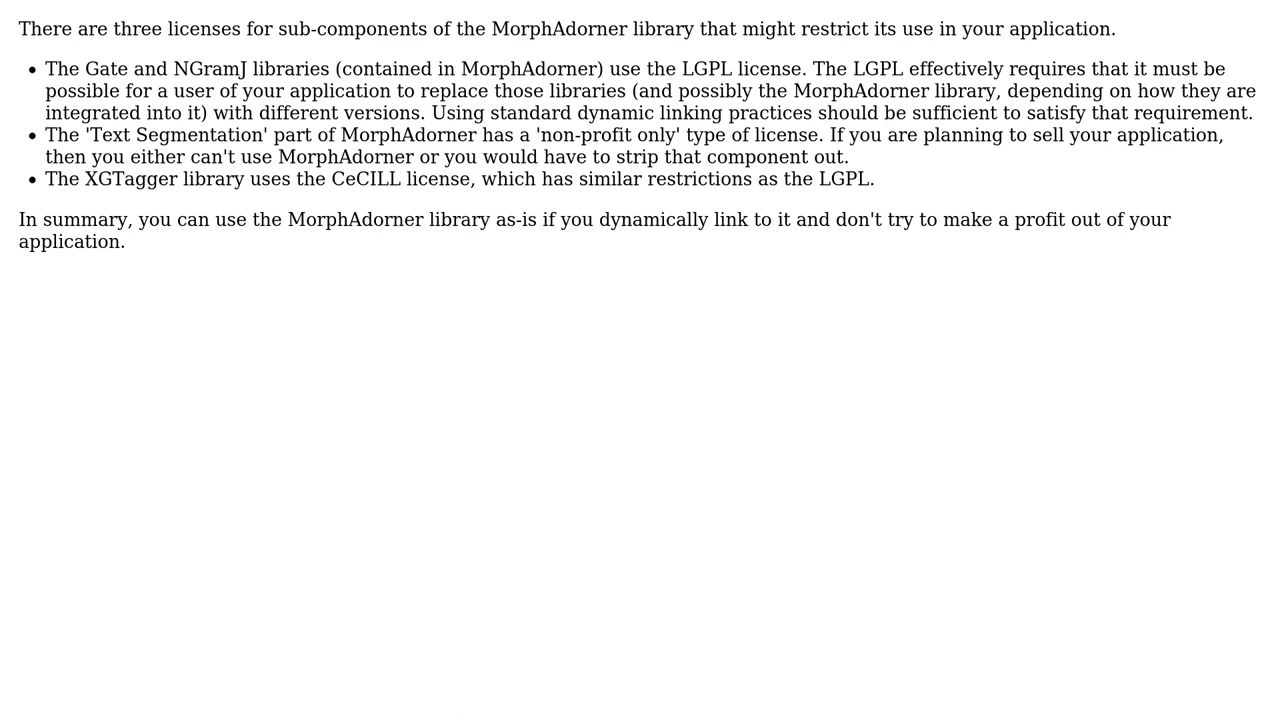 There are three licenses for sub-components of the MorphAdorner library that might restrict its use in your application.
• The Gate and NGramJ libraries (contained in MorphAdorner) use the LGPL license. The LGPL effectively requires that it must be
possible for a user of your application to replace those libraries (and possibly the MorphAdorner library, depending on how they are
integrated into it) with different versions. Using standard dynamic linking practices should be sufficient to satisfy that requirement.
• The 'Text Segmentation' part of MorphAdorner has a 'non-profit only' type of license. If you are planning to sell your application,
then you either can't use MorphAdorner or you would have to strip that component out.
• The XGTagger library uses the CeCILL license, which has similar restrictions as the LGPL.
In summary, you can use the MorphAdorner library as-is if you dynamically link to it and don't try to make a profit out of your
application.